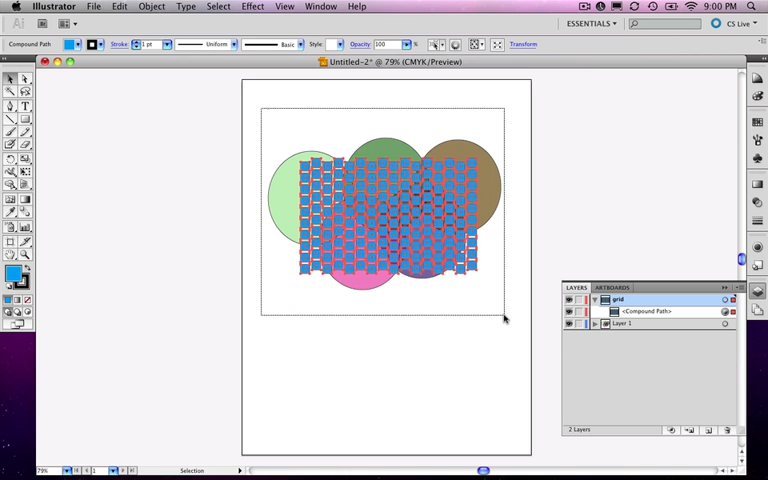 Illustrator File Edit Object Type Select Effect View Window Help 9:00 PM
Ai Br ESSENTIALS CS Live
Compound Path Stroke: 1 pt Uniform Basic Style Opacity 100 % Transform
Untitled-2* @ 79% (CMYK/Preview)
LAYERS ARTBOARDS
grid
<Compound Path>
Layer 1
2 Layers
79% 1 Selection